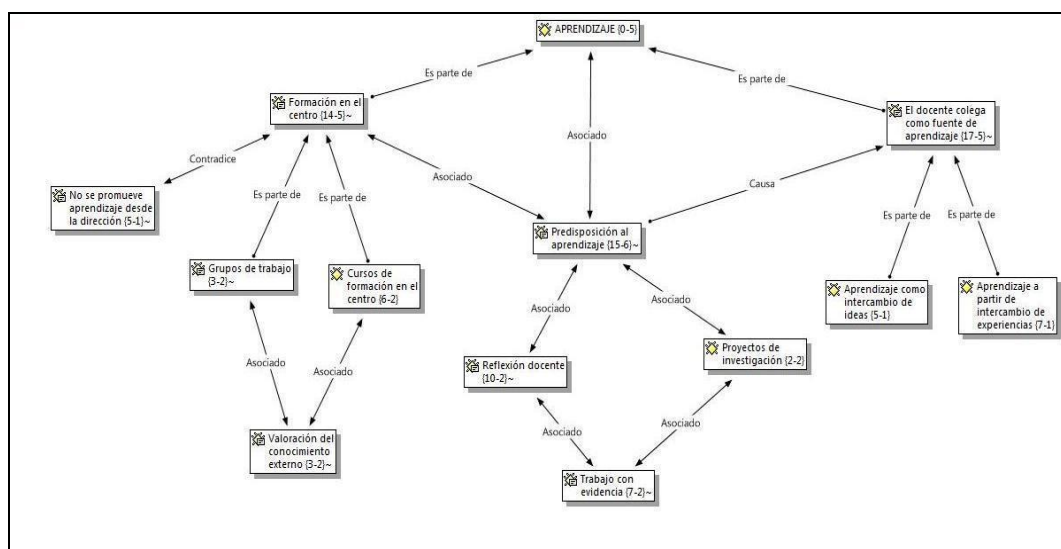 APRENDIZAJE {0-5}
Es parte de
Es parte de
Formación en el
centro {14-5}~
El docente colega
como fuente de
aprendizaje {17-5}~
Asociado
Contradice
Asociado
Causa
No se promueve
aprendizaje desde
la dirección {5-1}~
Es parte de
Es parte de
Es parte de
Es parte de
Predisposición al
aprendizaje {15-6}~
Grupos de trabajo
{3-2}~
Cursos de
formación en el
centro {6-2}
Aprendizaje como
intercambio de
ideas {5-1}
Aprendizaje a
partir de
intercambio de
experiencias {7-1}
Asociado
Asociado
Asociado
Asociado
Reflexión docente
{10-2}~
Proyectos de
investigación {2-2}
Asociado
Asociado
Valoración del
conocimiento
externo {3-2}~
Trabajo con
evidencia {7-2}~